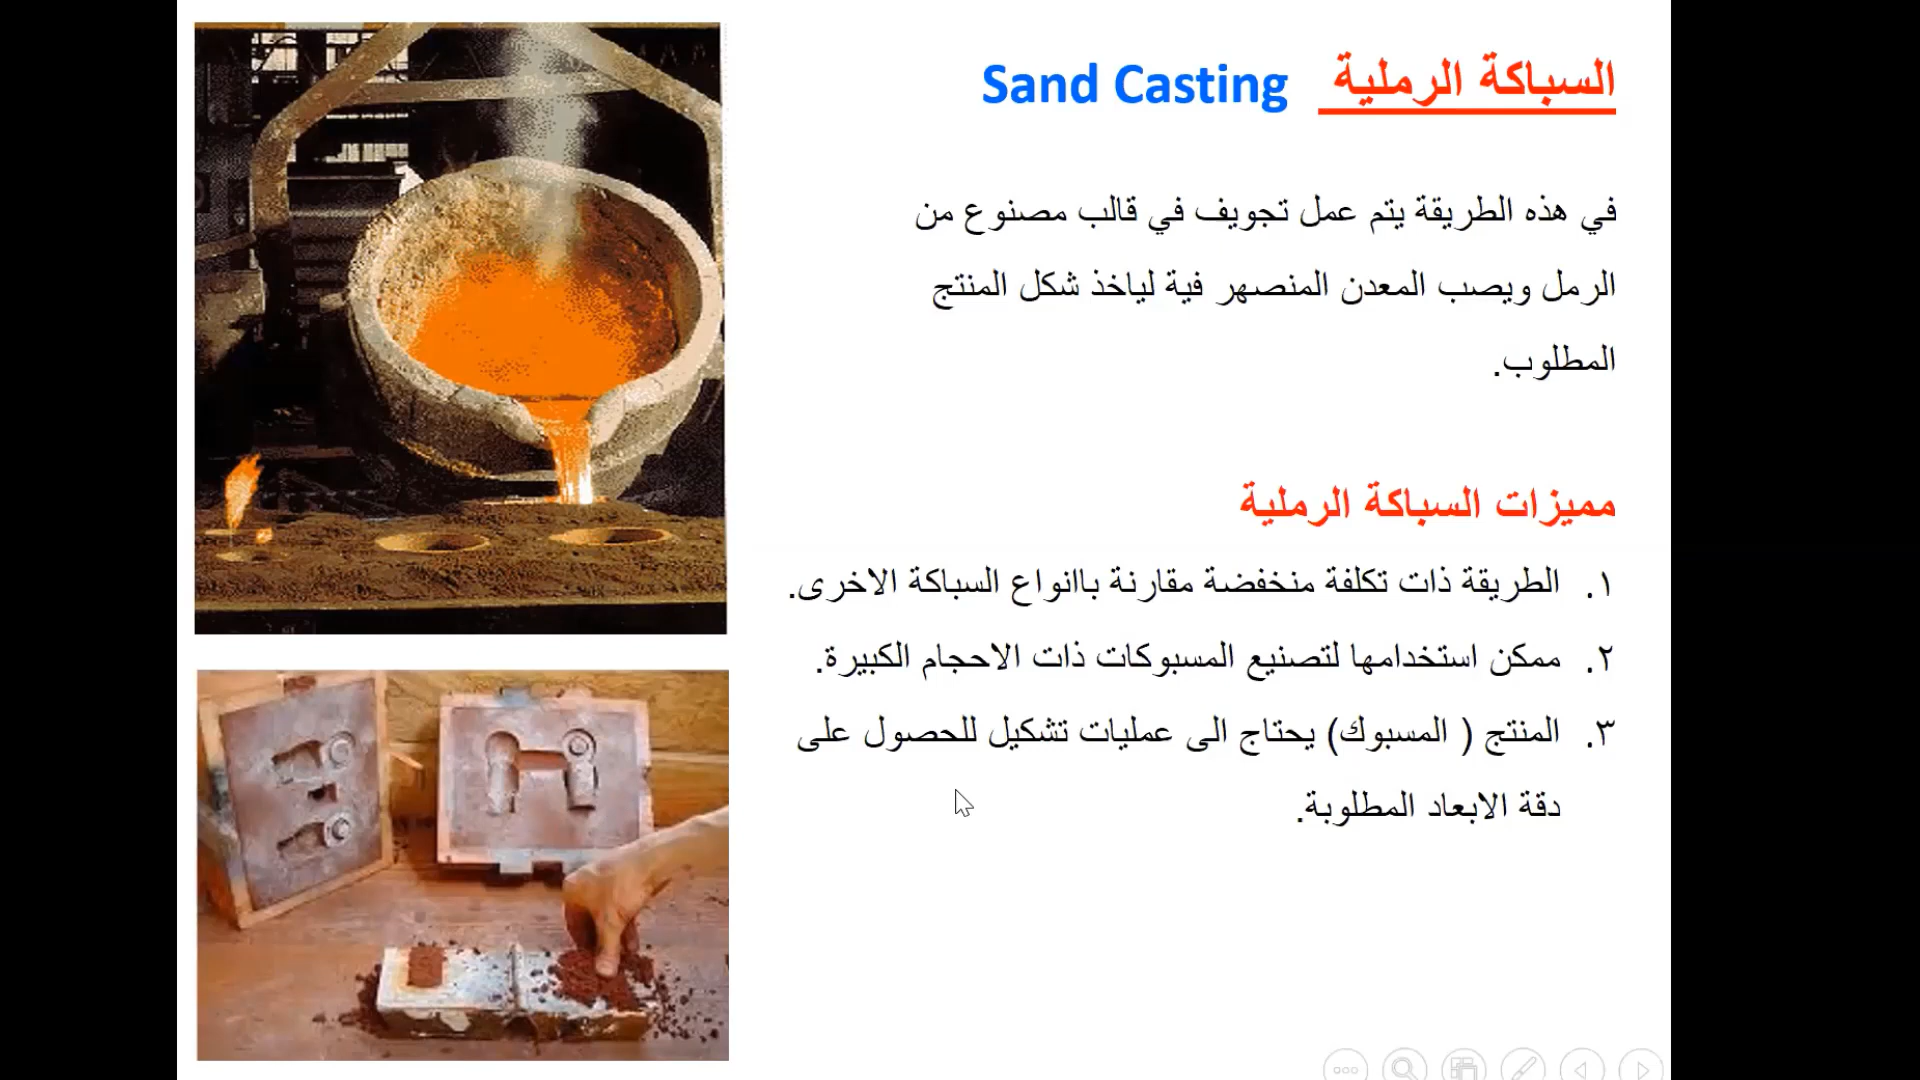 السباكة الرملية Sand Casting
في هذه الطريقة يتم عمل تجويف في قالب مصنوع من
الرمل ويصب المعدن المنصهر فية لياخذ شكل المنتج
المطلوب.
مميزات السباكة الرملية
١. الطريقة ذات تكلفة منخفضة مقارنة باانواع السباكة الاخرى.
٢. ممكن استخدامها لتصنيع المسبوكات ذات الاحجام الكبيرة.
٣. المنتج ( المسبوك) يحتاج الى عمليات تشكيل للحصول على
دقة الابعاد المطلوبة.